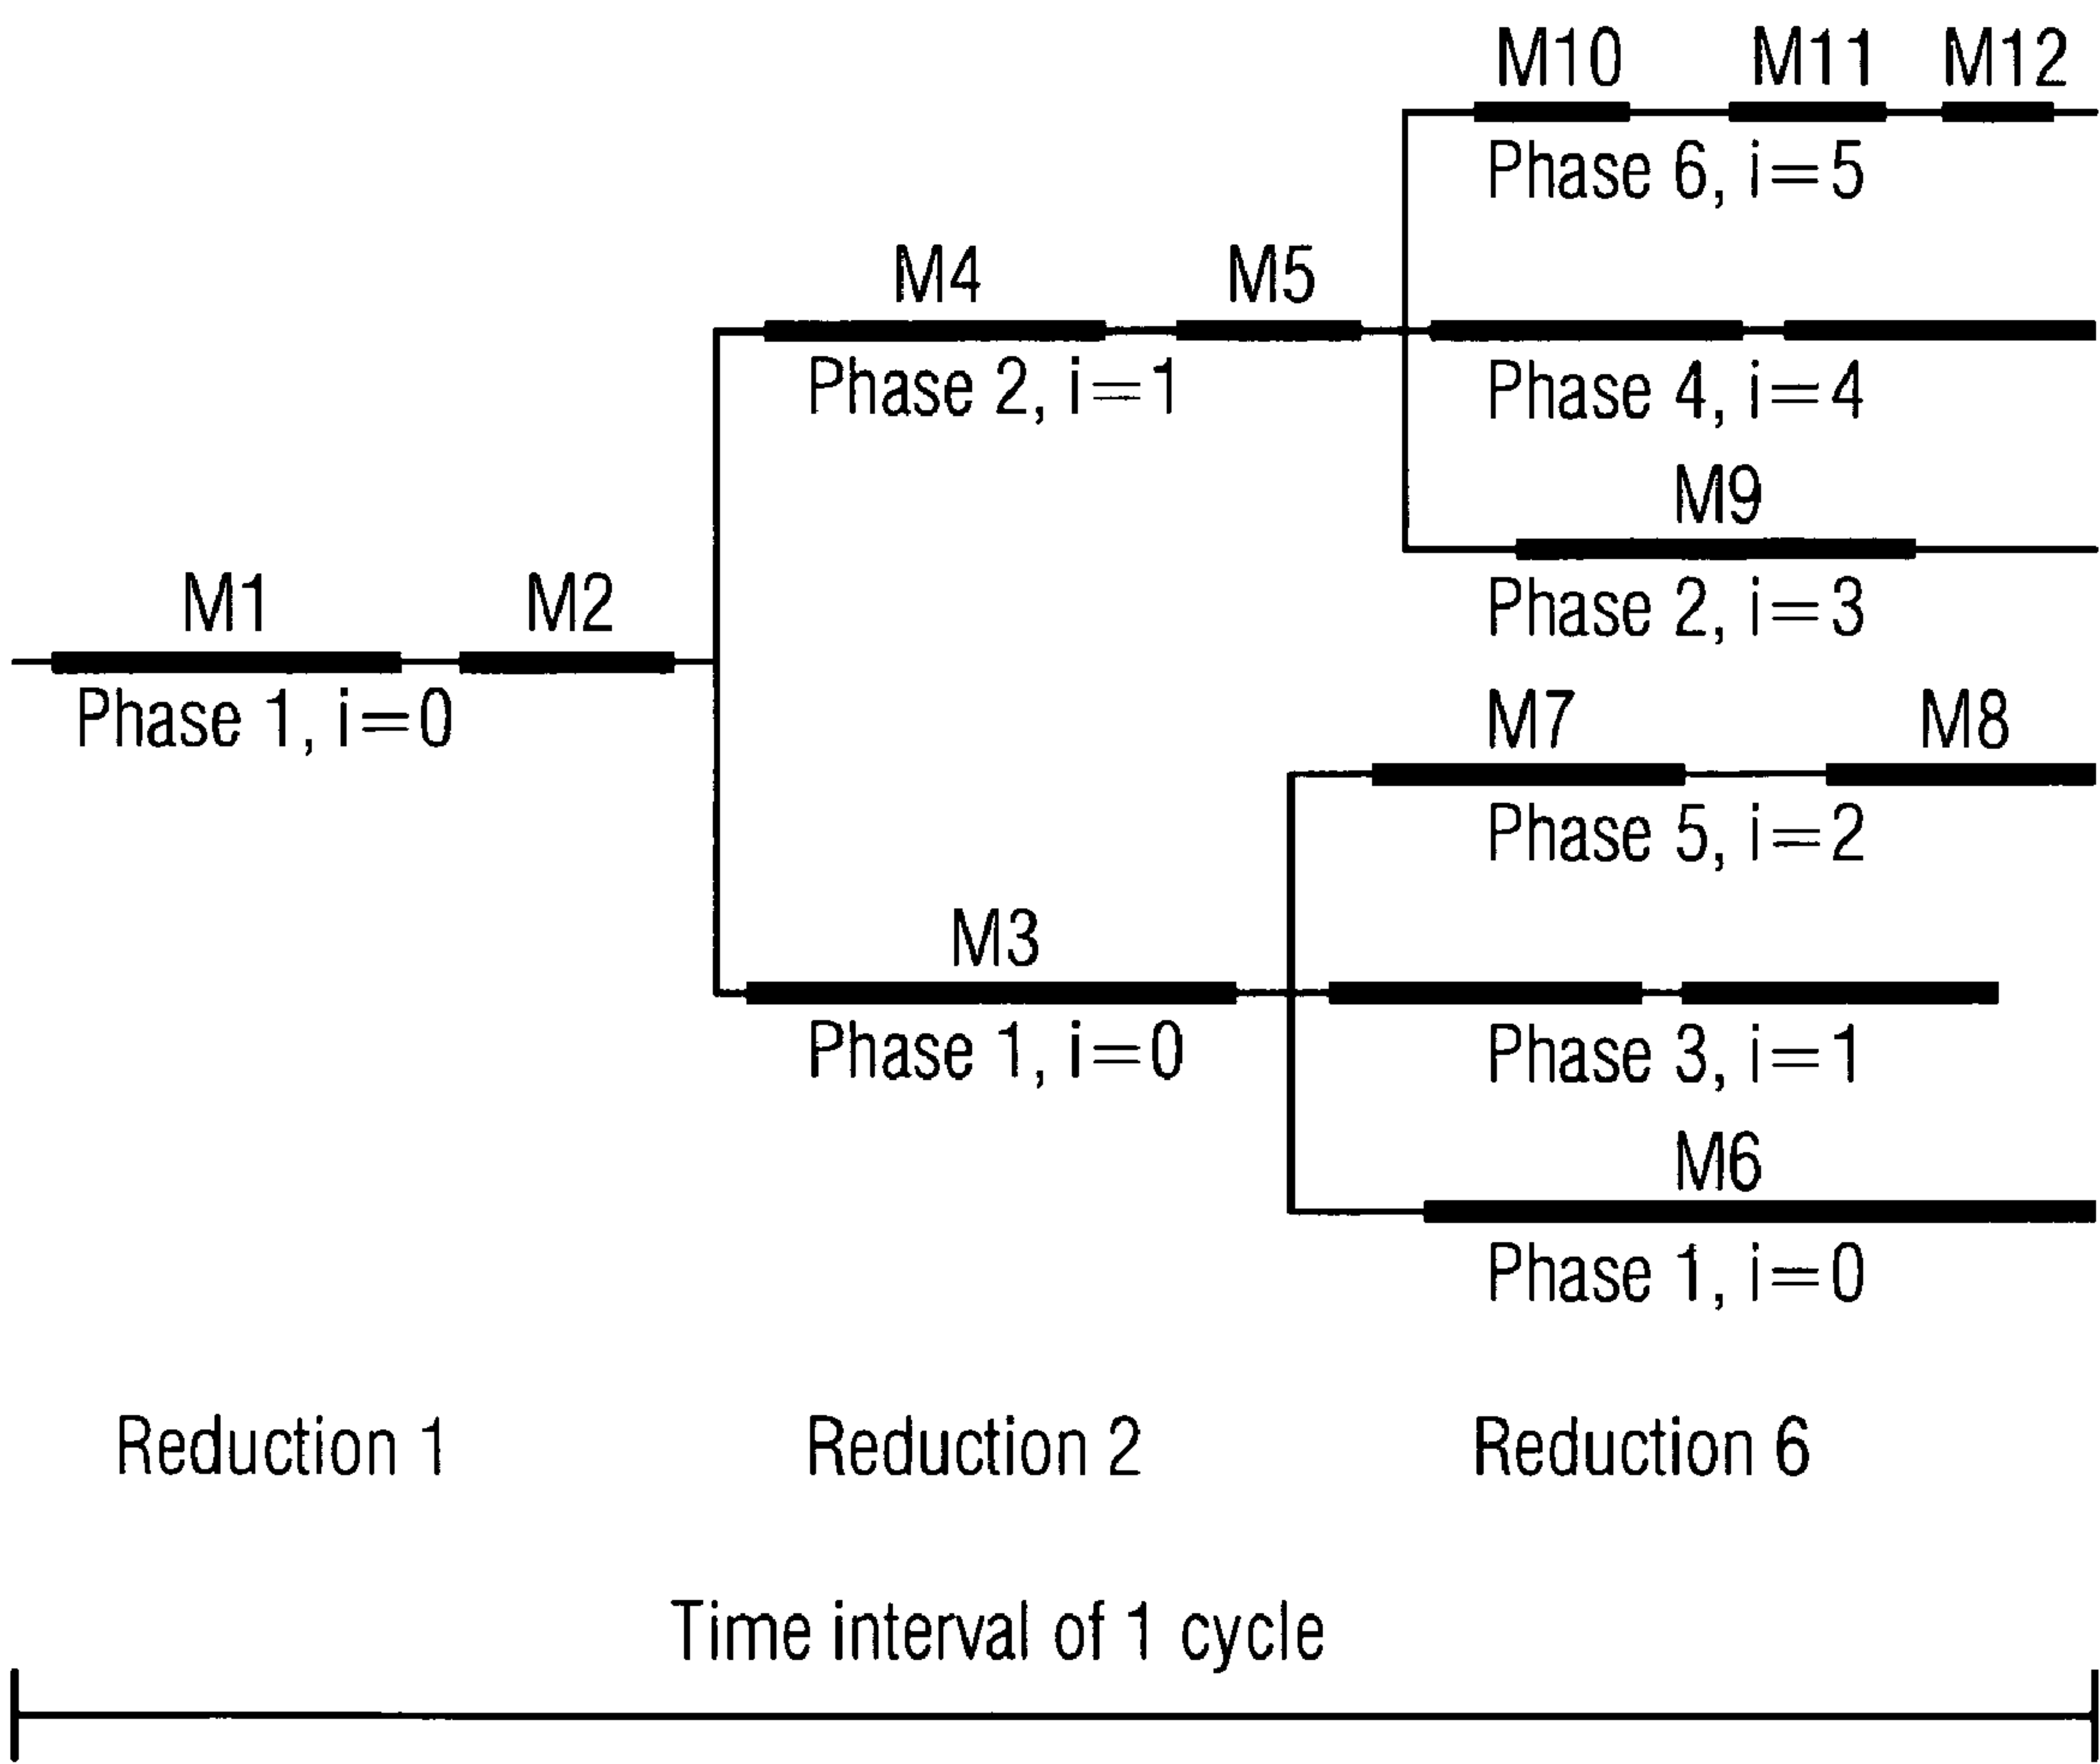 M10 M11 M12
Phase 6, i=5
M4 M5
Phase 2, i=1
Phase 4, i=4
M9
Phase 2, i=3
M1 M2
Phase 1, i=0
M7 M8
Phase 5, i=2
M3
Phase 1, i=0
Phase 3, i=1
M6
Phase 1, i=0
Reduction 1 Reduction 2 Reduction 6
Time interval of 1 cycle